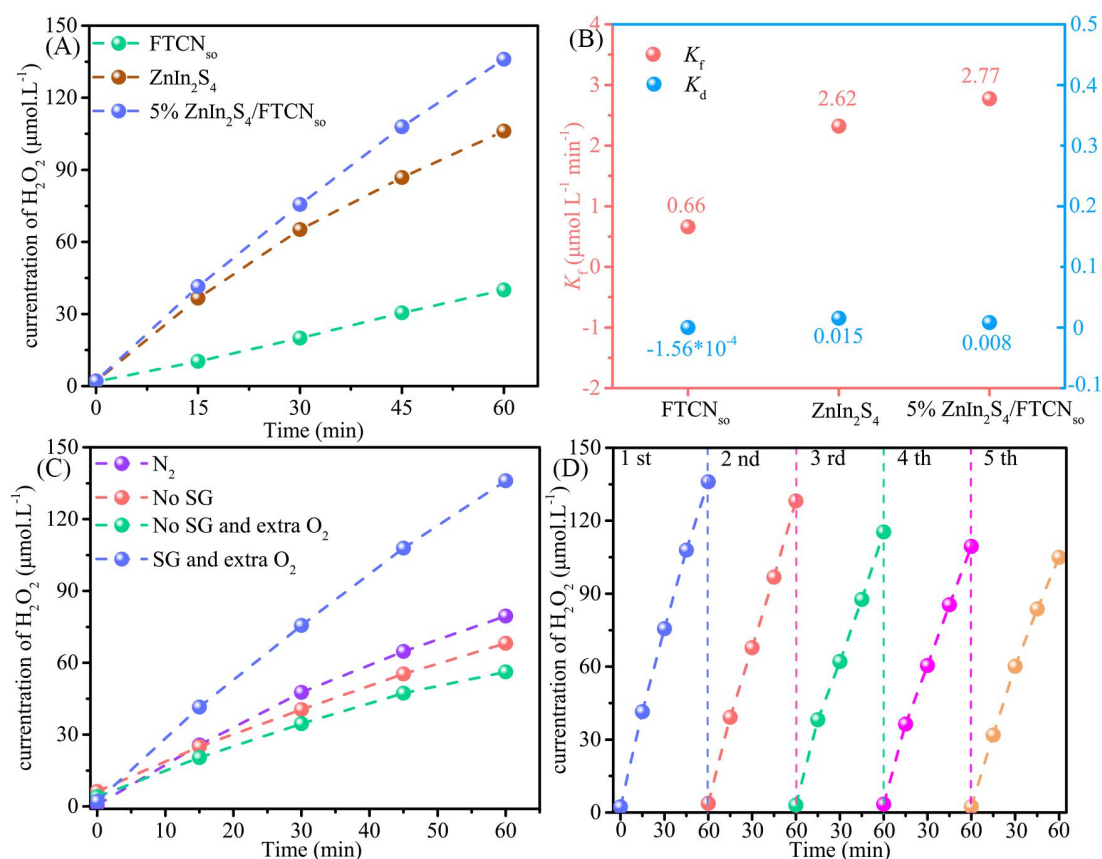 (A)
FTCNso
ZnIn2S4
5% ZnIn2S4/FTCNso
currentration of H2O2 (μmol.L-1)
150
120
90
60
30
0
0 15 30 45 60
Time (min)
(B)
Kf
Kd
Kf (μmol L-1 min-1)
4
3
2
1
0
-1
-2
0.5
0.4
0.3
0.2
0.1
0
-0.1
0.66
2.62
2.77
-1.56*10-4
0.015
0.008
FTCNso ZnIn2S4 5% ZnIn2S4/FTCNso
(C)
N2
No SG
No SG and extra O2
SG and extra O2
currentration of H2O2 (μmol.L-1)
150
120
90
60
30
0
0 10 20 30 40 50 60
Time (min)
(D)
1 st 2 nd 3 rd 4 th 5 th
currentration of H2O2 (μmol.L-1)
150
120
90
60
30
0
0 30 60 30 60 30 60 30 60 30 60
Time (min)